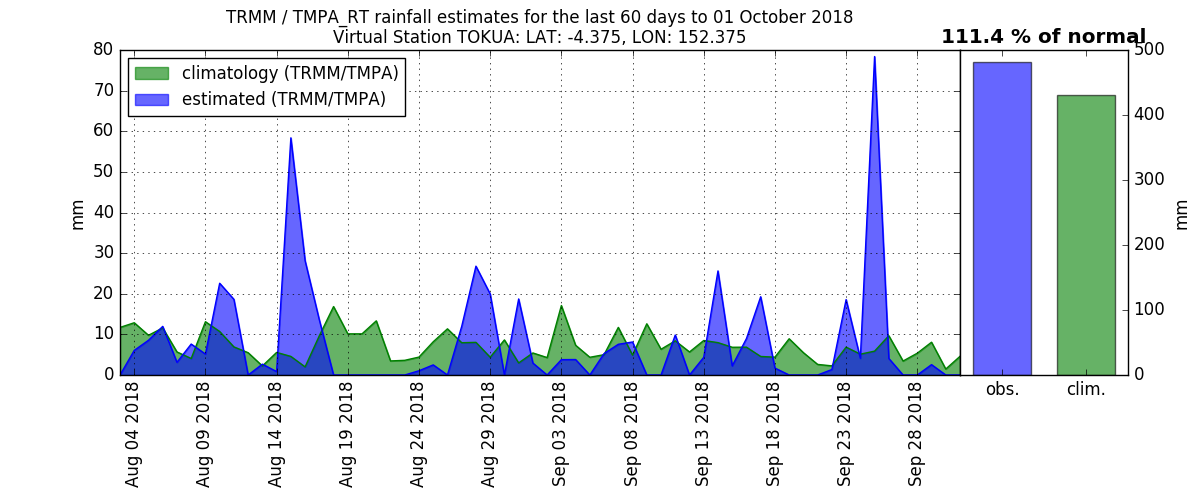 TRMM / TMPA_RT rainfall estimates for the last 60 days to 01 October 2018
Virtual Station TOKUA: LAT: -4.375, LON: 152.375
111.4 % of normal
climatology (TRMM/TMPA)
estimated (TRMM/TMPA)
mm
80
70
60
50
40
30
20
10
0
Aug 04 2018
Aug 09 2018
Aug 14 2018
Aug 19 2018
Aug 24 2018
Aug 29 2018
Sep 03 2018
Sep 08 2018
Sep 13 2018
Sep 18 2018
Sep 23 2018
Sep 28 2018
obs.
clim.
500
400
300
200
100
0
mm